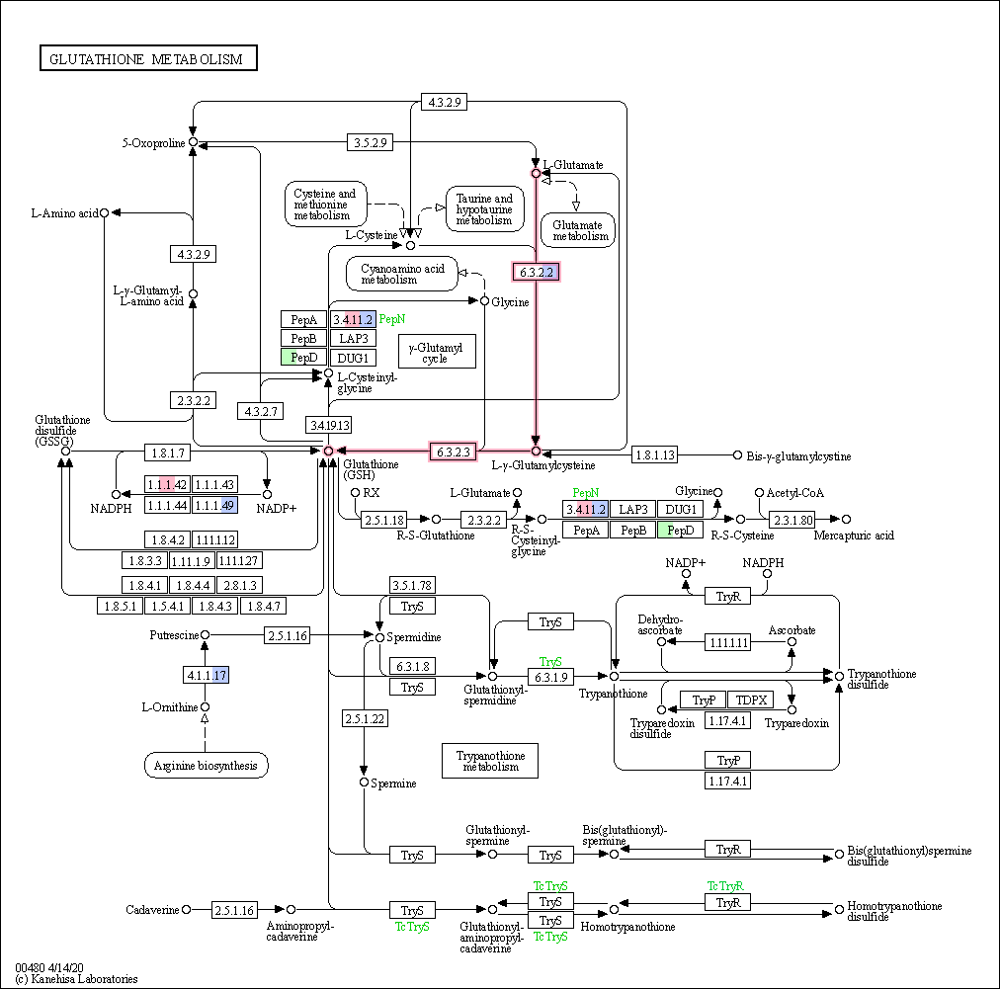 GLUTATHIONE METABOLISM
4.3.2.9
5-Oxoproline
3.5.2.9
L-Glutamate
Cysteine and
methionine
metabolism
Taurine and
hypotaurine
metabolism
L-Amino acid
Glutamate
metabolism
L-Cysteine
4.3.2.9
Cyanoamino acid
metabolism
6.3.2.2
L-γ-Glutamyl-
L-amino acid
Glycine
PepA
3.4.11.2
PepN
PepB
LAP3
γ-Glutamyl
cycle
PepD
DUG1
L-Cysteinyl-
glycine
2.3.2.2
4.3.2.7
3.4.19.13
Glutathione
disulfide
(GSSG)
1.8.1.7
6.3.2.3
1.8.1.13
Bis-γ-glutamylcystine
Glutathione
(GSH)
L-γ-Glutamylcysteine
1.1.1.42
1.1.1.43
1.1.1.44
1.1.1.49
NADPH
NADP+
RX
L-Glutamate
PepN
Glycine
Acetyl-CoA
3.4.11.2
LAP3
DUG1
2.5.1.18
2.3.2.2
2.3.1.80
PepA
PepB
PepD
R-S-Glutathione
R-S-
Cysteinyl-
glycine
R-S-Cysteine
Mercapturic acid
1.8.4.2
1.11.1.12
1.8.3.3
1.11.1.9
1.11.1.27
1.8.4.1
1.8.4.4
2.8.1.3
1.8.5.1
1.5.4.1
1.8.4.3
1.8.4.7
NADP+
NADPH
3.5.1.78
TryS
TryR
Putrescine
2.5.1.16
Spermidine
TryS
Dehydro-
ascorbate
Ascorbate
1.11.1.11
4.1.1.17
6.3.1.8
TryS
TryS
6.3.1.9
Glutathionyl-
spermidine
Trypanothione
Trypanothione
disulfide
L-Ornithine
2.5.1.22
TryP
TDPX
1.17.4.1
Tryparedoxin
disulfide
Tryparedoxin
Arginine biosynthesis
Trypanothione
metabolism
TryP
1.17.4.1
Spermine
Glutathionyl-
spermine
Bis(glutathionyl)-
spermine
TryS
TryS
TryR
Bis(glutathionyl)spermine
disulfide
TcTryS
TcTryR
Cadaverine
2.5.1.16
TryS
TryS
TryR
Homotrypanothione
disulfide
Aminopropyl-
cadaverine
TcTryS
Glutathionyl-
aminopropyl-
cadaverine
TryS
TcTryS
Homotrypanothione
00480 4/14/20
(c) Kanehisa Laboratories